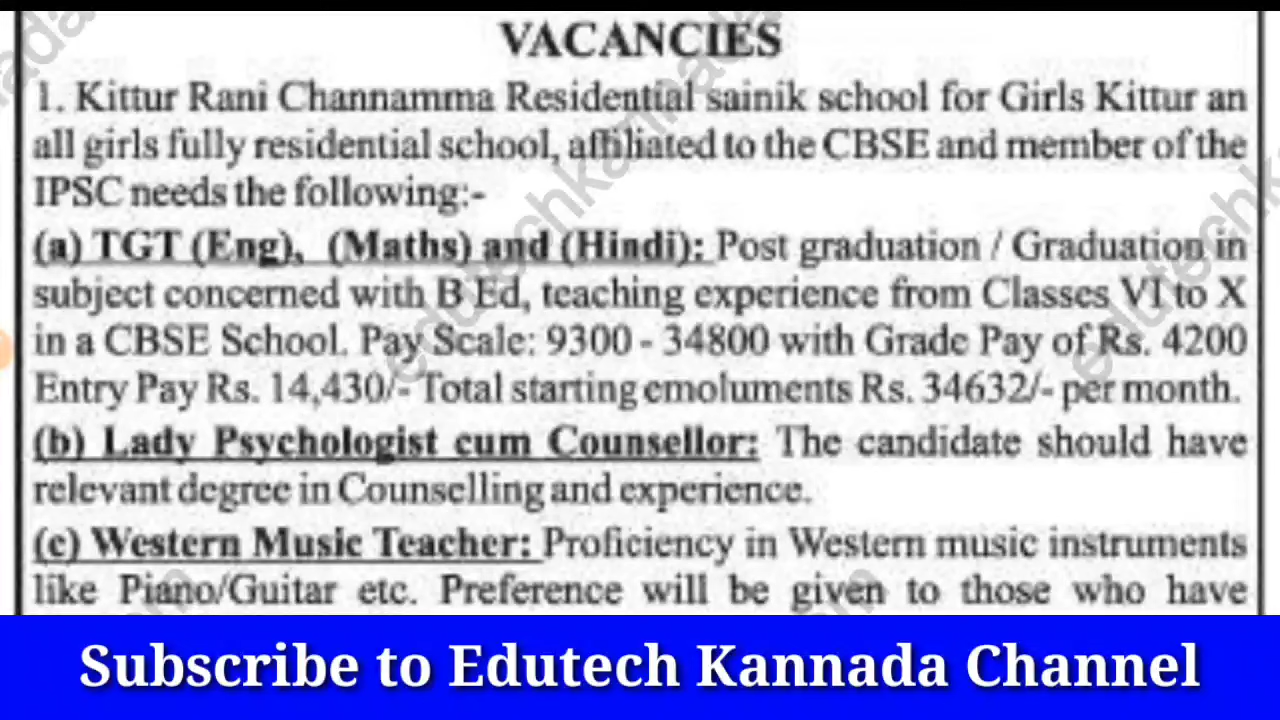 VACANCIES
1. Kittur Rani Channamma Residential sainik school for Girls Kittur an
all girls fully residential school, affiliated to the CBSE and member of the
IPSC needs the following:-
(a) TGT (Eng), (Maths) and (Hindi): Post graduation / Graduation in
subject concerned with B Ed, teaching experience from Classes VI to X
in a CBSE School. Pay Scale: 9300 - 34800 with Grade Pay of Rs. 4200
Entry Pay Rs. 14,430/- Total starting emoluments Rs. 34632/- per month.
(b) Lady Psychologist cum Counsellor: The candidate should have
relevant degree in Counselling and experience.
(c) Western Music Teacher: Proficiency in Western music instruments
like Piano/Guitar etc. Preference will be given to those who have
Subscribe to Edutech Kannada Channel